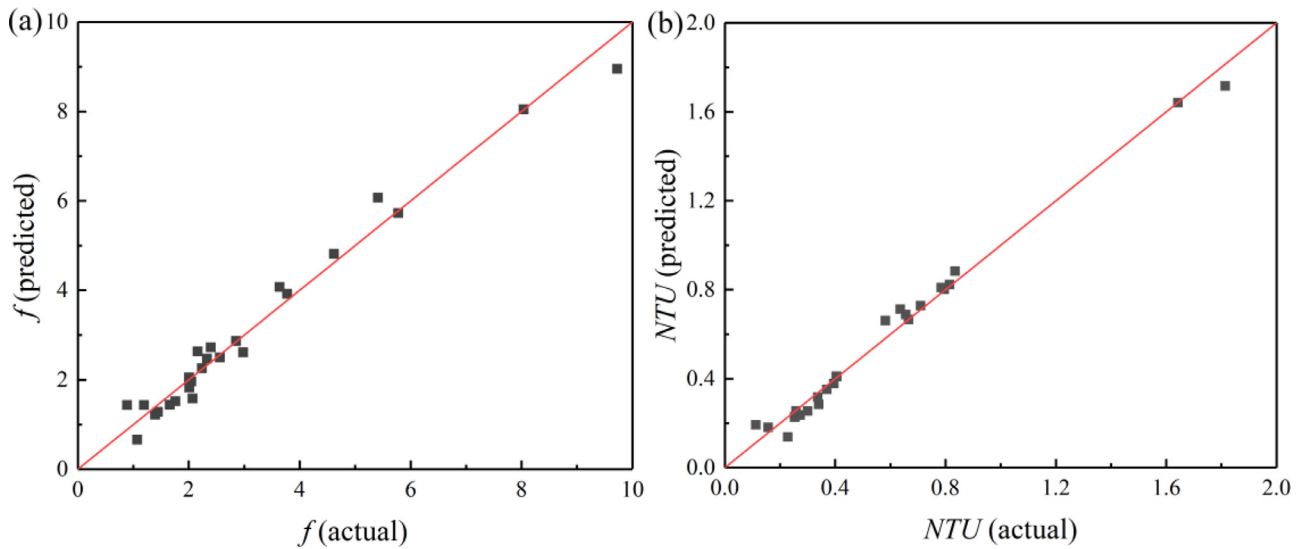 (a)
10
8
6
4
2
0
f (predicted)
0 2 4 6 8 10
f (actual)
(b)
2.0
1.6
1.2
0.8
0.4
0.0
NTU (predicted)
0.0 0.4 0.8 1.2 1.6 2.0
NTU (actual)